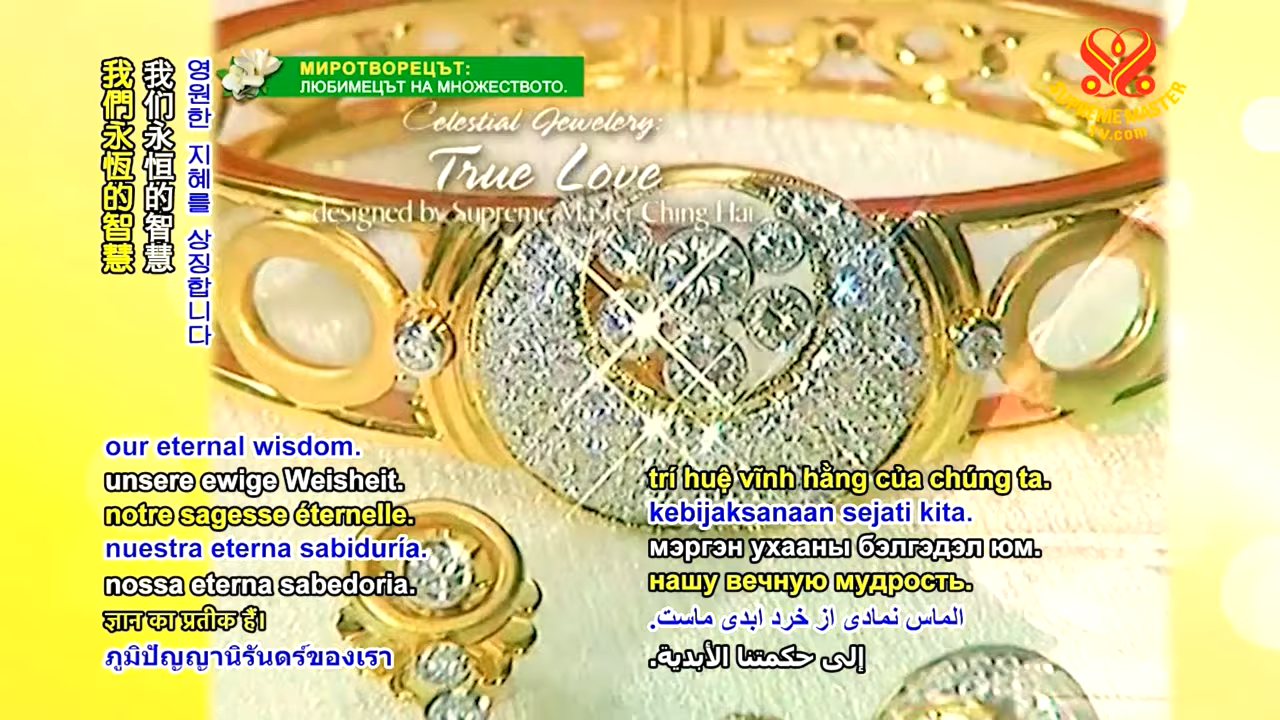 我們永恆的智慧
我们永恒的智慧
영원한 지혜를 상징합니다
МИРОТВОРЕЦЪТ:
ЛЮБИМЕЦЪТ НА МНОЖЕСТВОТО.
SUPREME MASTER
TV.com
Celestial Jewelery:
True Love
designed by Supreme Master Ching Hai
our eternal wisdom.
unsere ewige Weisheit.
notre sagesse éternelle.
nuestra eterna sabiduría.
nossa eterna sabedoria.
ज्ञान का प्रतीक हैं।
ภูมิปัญญานิรันดร์ของเรา
trí huệ vĩnh hằng của chúng ta.
kebijaksanaan sejati kita.
мэргэн ухааны бэлгэдэл юм.
нашу вечную мудрость.
الماس نمادی از خرد ابدی ماست.
إلى حكمتنا الأبدية.